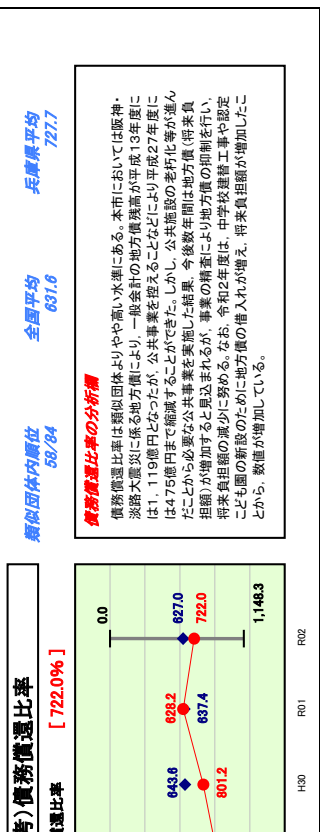 考)債務償還比率
償還比率
[ 722.0% ]
類似団体内順位
58/84
全国平均
631.6
兵庫県平均
727.7
債務償還比率の分析欄
債務償還比率は類似団体よりやや高い水準にある。本市においては阪神・
淡路大震災に係る地方債により、一般会計の地方債残高が平成13年度に
は1,119億円となったが、公共事業を控えることなどにより平成27年度に
は475億円まで縮減することができた。しかし、公共施設の老朽化等が進ん
だことから必要な公共事業を実施した結果、今後数年間は地方債(将来負
担額)が増加すると見込まれるが、事業の精査により地方債の抑制を行い、
将来負担額の減少に努める。なお、令和2年度は、中学校建替工事や認定
こども園の新設のために地方債の借入れが増え、将来負担額が増加したこ
とから、数値が増加している。
0.0
643.6
628.2
627.0
801.2
637.4
722.0
1,148.3
H30
R01
R02